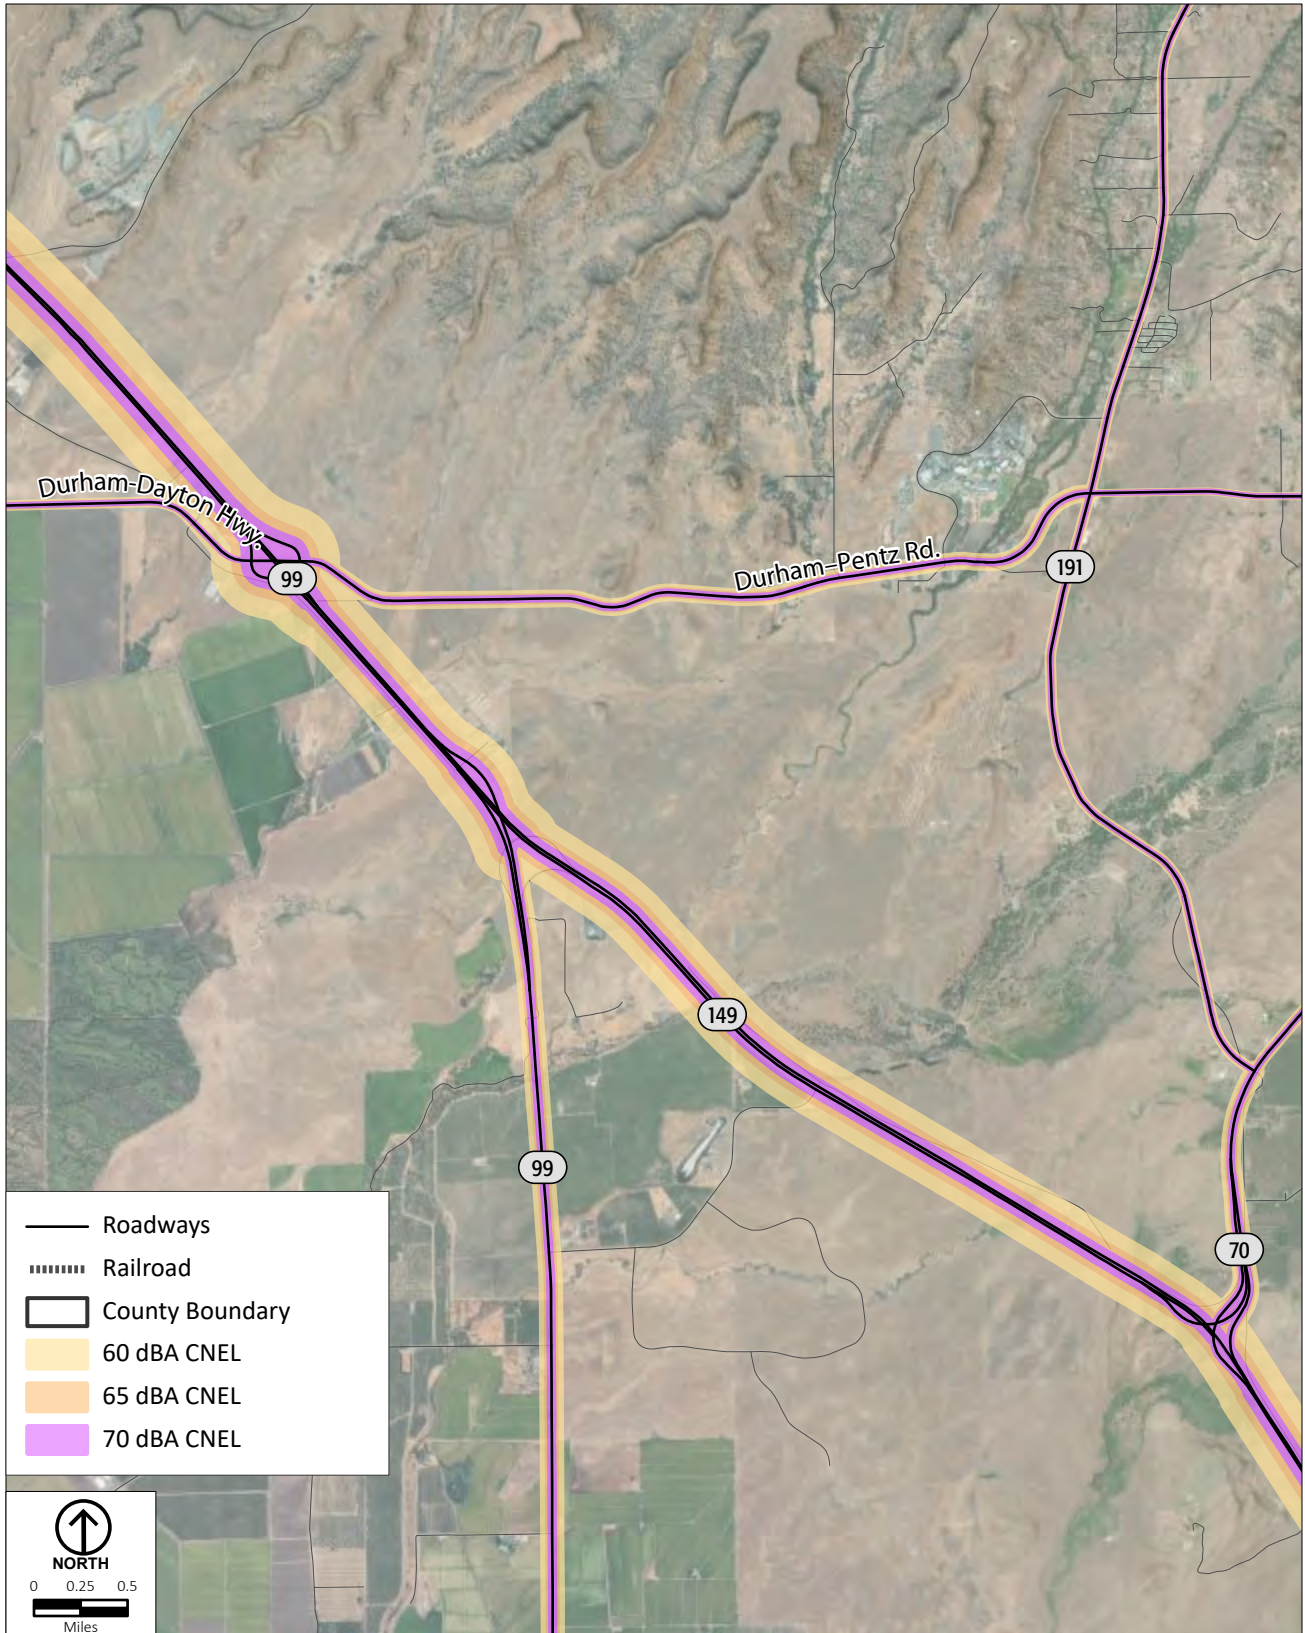 Durham-Dayton Hwy.
99
Durham–Pentz Rd.
191
149
99
70
Roadways
Railroad
County Boundary
60 dBA CNEL
65 dBA CNEL
70 dBA CNEL
NORTH
0 0.25 0.5
Miles